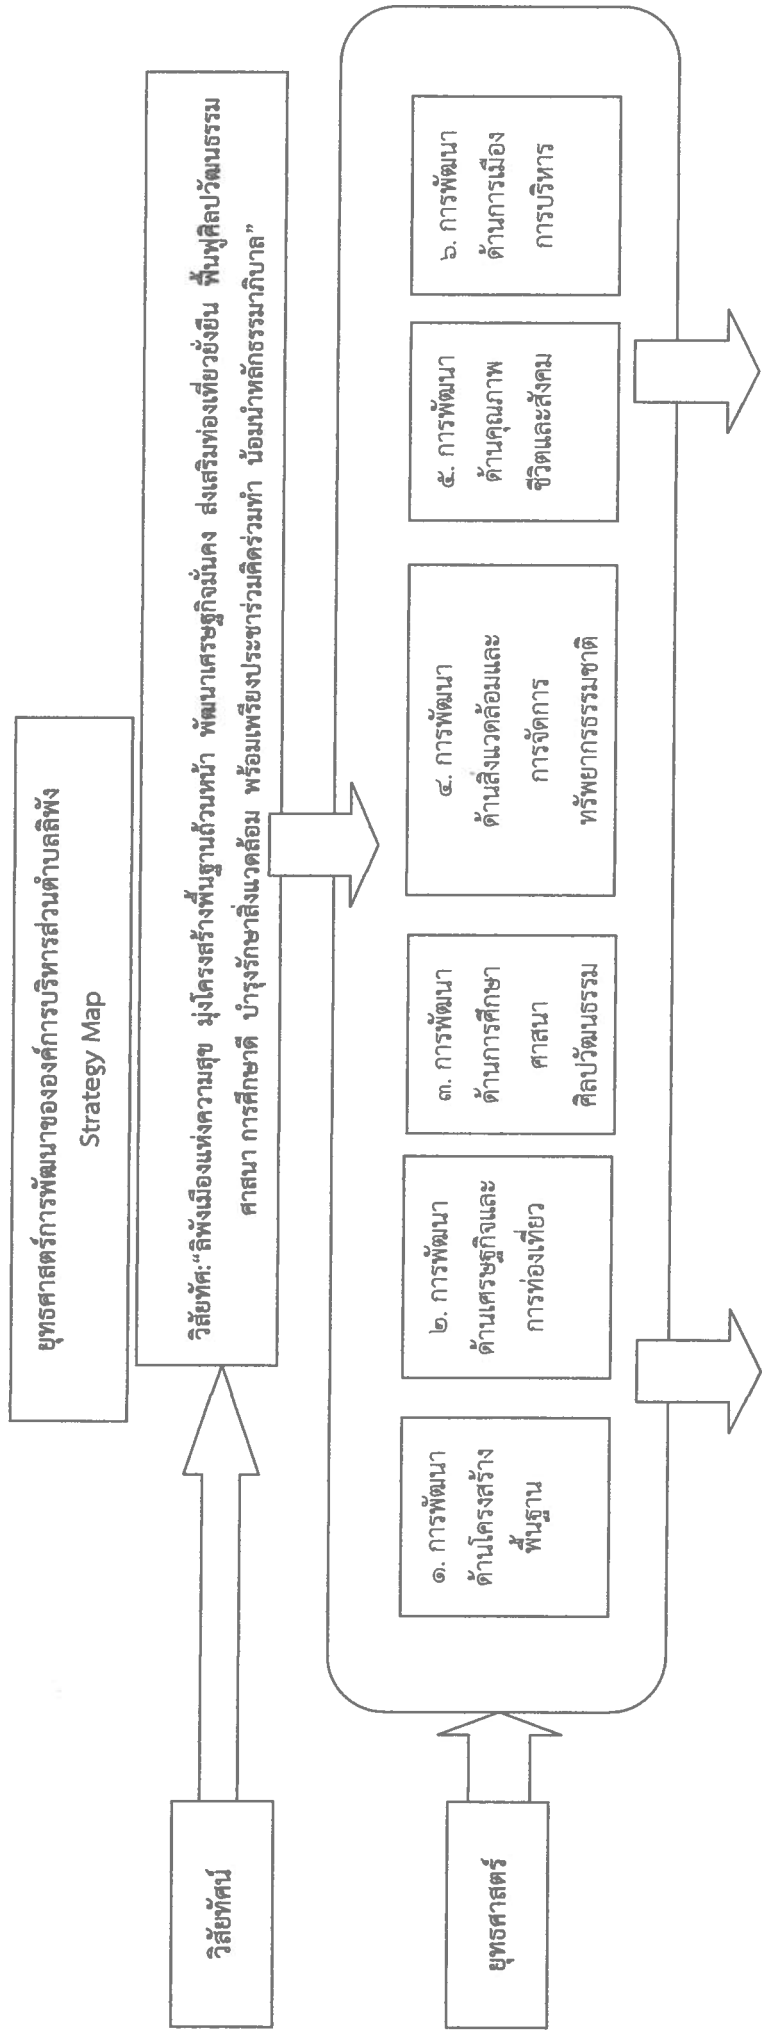 ยุทธศาสตร์การพัฒนาขององค์การบริหารส่วนตำบลลิพัง
Strategy Map
วิสัยทัศน์
วิสัยทัศ:“ลิพังเมืองแห่งความสุข มุ่งโครงสร้างพื้นฐานถ้วนหน้า พัฒนาเศรษฐกิจมั่นคง ส่งเสริมท่องเที่ยวยั่งยืน ฟื้นฟูศิลปวัฒนธรรม
ศาสนา การศึกษาดี บำรุงรักษาสิ่งแวดล้อม พร้อมเพรียงประชาร่วมคิดร่วมทำ น้อมนำหลักธรรมาภิบาล”
ยุทธศาสตร์
๑. การพัฒนา
ด้านโครงสร้าง
พื้นฐาน
๒. การพัฒนา
ด้านเศรษฐกิจและ
การท่องเที่ยว
๓. การพัฒนา
ด้านการศึกษา
ศาสนา
ศิลปวัฒนธรรม
๔. การพัฒนา
ด้านสิ่งแวดล้อมและ
การจัดการ
ทรัพยากรธรรมชาติ
๕. การพัฒนา
ด้านคุณภาพ
ชีวิตและสังคม
๖. การพัฒนา
ด้านการเมือง
การบริหาร